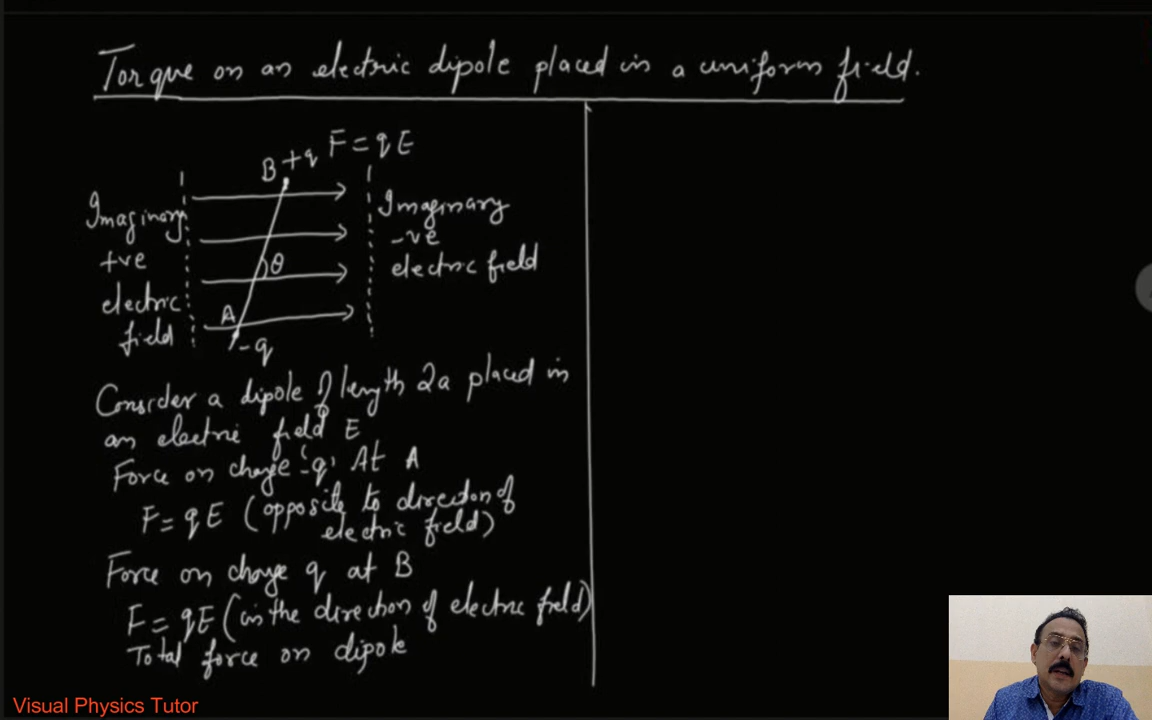 Torque on an electric dipole placed in a uniform field.
B +q F = qE
Imaginary
+ve
electric
field
θ
A
-q
Imaginary
-ve
electric field
Consider a dipole of length 2a placed in
an electric field E
Force on charge '-q' At A
F = qE (opposite to direction of
electric field)
Force on charge q at B
F = qE (in the direction of electric field)
Total force on dipole
Visual Physics Tutor